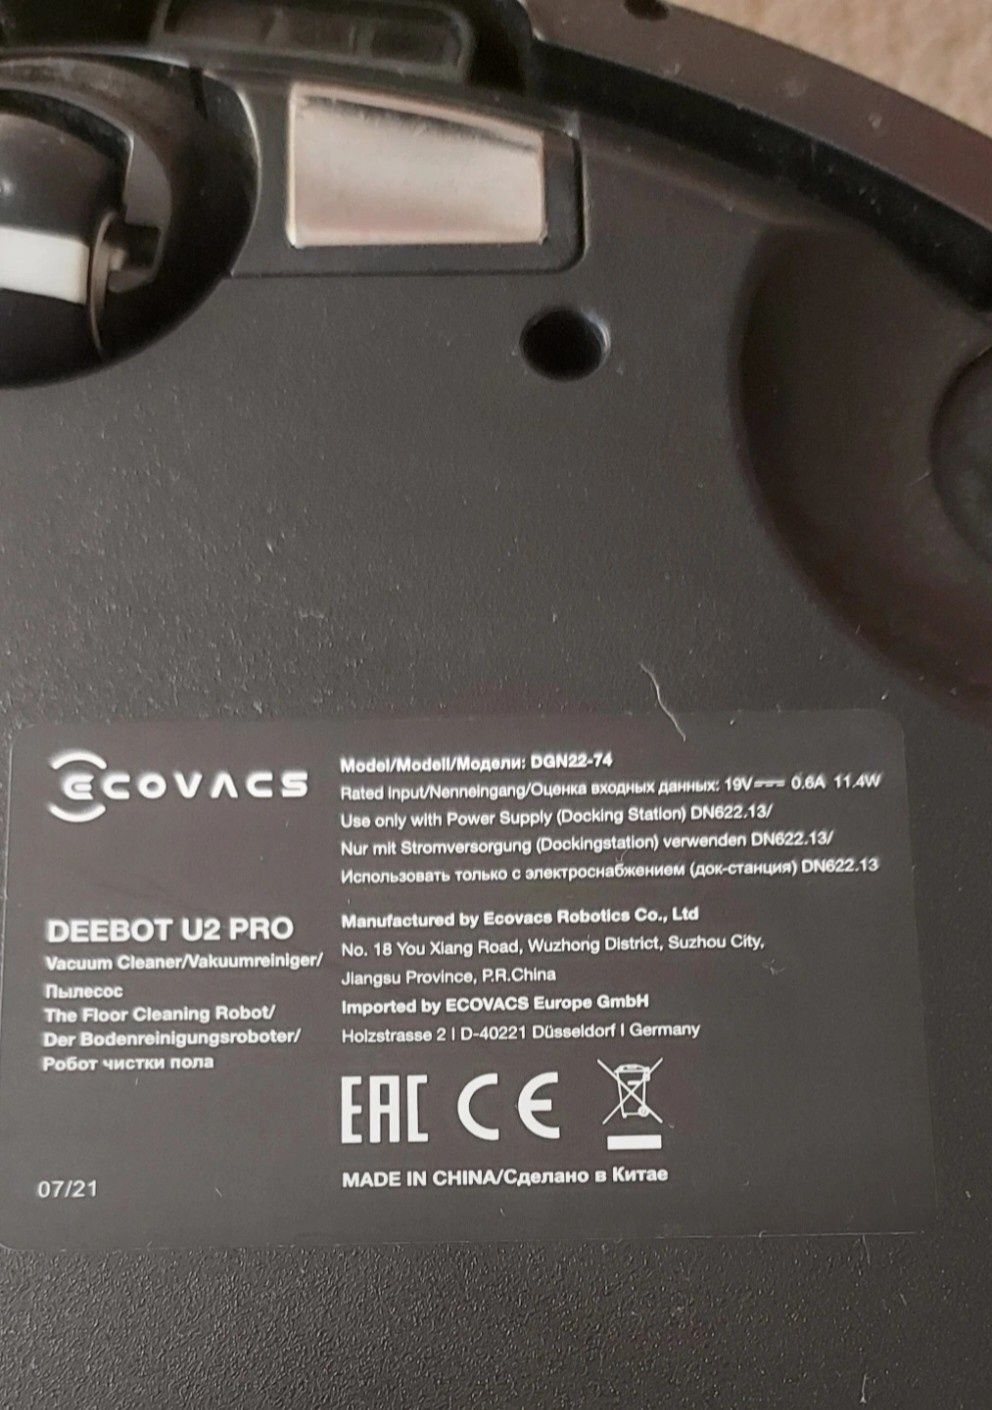 ECOVACS
Model/Modell/Модели: DGN22-74
Rated input/Nenneingang/Оценка входных данных: 19V⎓ 0.6A 11.4W
Use only with Power Supply (Docking Station) DN622.13/
Nur mit Stromversorgung (Dockingstation) verwenden DN622.13/
Использовать только с электроснабжением (док-станция) DN622.13
DEEBOT U2 PRO
Vacuum Cleaner/Vakuumreiniger/
Пылесос
The Floor Cleaning Robot/
Der Bodenreinigungsroboter/
Робот чистки пола
Manufactured by Ecovacs Robotics Co., Ltd
No. 18 You Xiang Road, Wuzhong District, Suzhou City,
Jiangsu Province, P.R.China
Imported by ECOVACS Europe GmbH
Holzstrasse 2 | D-40221 Düsseldorf | Germany
EAC CE
07/21
MADE IN CHINA/Сделано в Китае